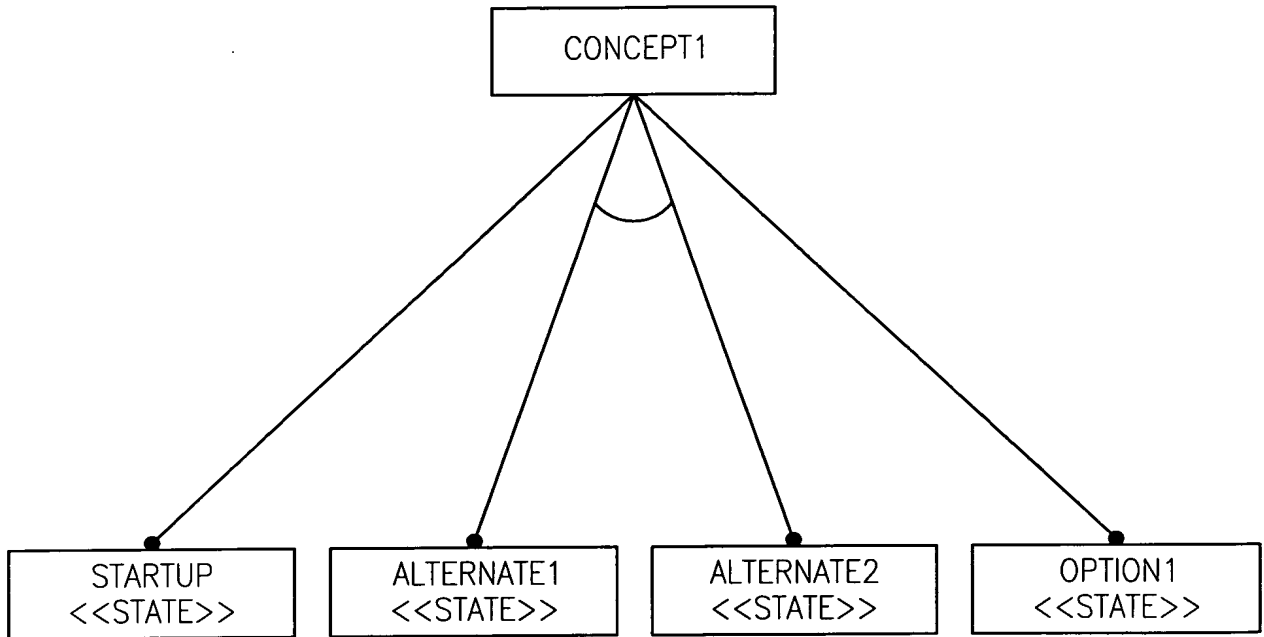 CONCEPT1
STARTUP
<<STATE>>
ALTERNATE1
<<STATE>>
ALTERNATE2
<<STATE>>
OPTION1
<<STATE>>